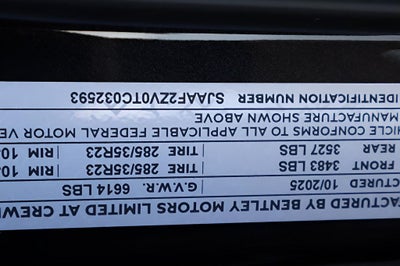 ACTURED BY BENTLEY MOTORS LIMITED AT CREW
CTURED 10/2025 G.V.W.R. 6614 LBS
FRONT 3483 LBS TIRE 285/35R23 RIM 10.
REAR 3527 LBS TIRE 285/35R23 RIM 10.
HICLE CONFORMS TO ALL APPLICABLE FEDERAL MOTOR VE
MANUFACTURE SHOWN ABOVE
IDENTIFICATION NUMBER SJAAF2ZV0TC032593